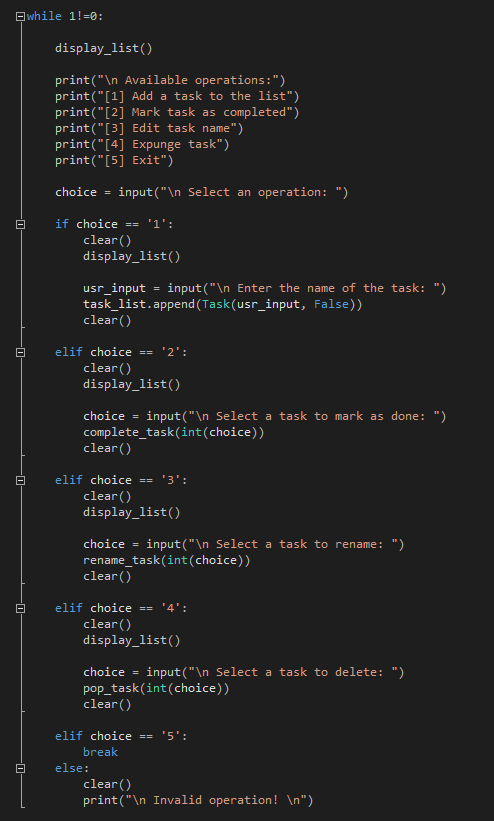 while 1!=0:
display_list()
print("\n Available operations:")
print("[1] Add a task to the list")
print("[2] Mark task as completed")
print("[3] Edit task name")
print("[4] Expunge task")
print("[5] Exit")
choice = input("\n Select an operation: ")
if choice == '1':
clear()
display_list()
usr_input = input("\n Enter the name of the task: ")
task_list.append(Task(usr_input, False))
clear()
elif choice == '2':
clear()
display_list()
choice = input("\n Select a task to mark as done: ")
complete_task(int(choice))
clear()
elif choice == '3':
clear()
display_list()
choice = input("\n Select a task to rename: ")
rename_task(int(choice))
clear()
elif choice == '4':
clear()
display_list()
choice = input("\n Select a task to delete: ")
pop_task(int(choice))
clear()
elif choice == '5':
break
else:
clear()
print("\n Invalid operation! \n")